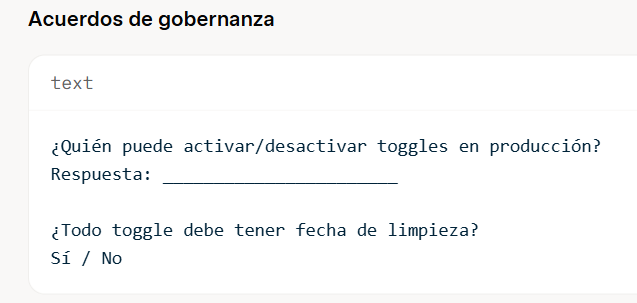 Acuerdos de gobernanza
text
¿Quién puede activar/desactivar toggles en producción?
Respuesta: _______________________
¿Todo toggle debe tener fecha de limpieza?
Sí / No